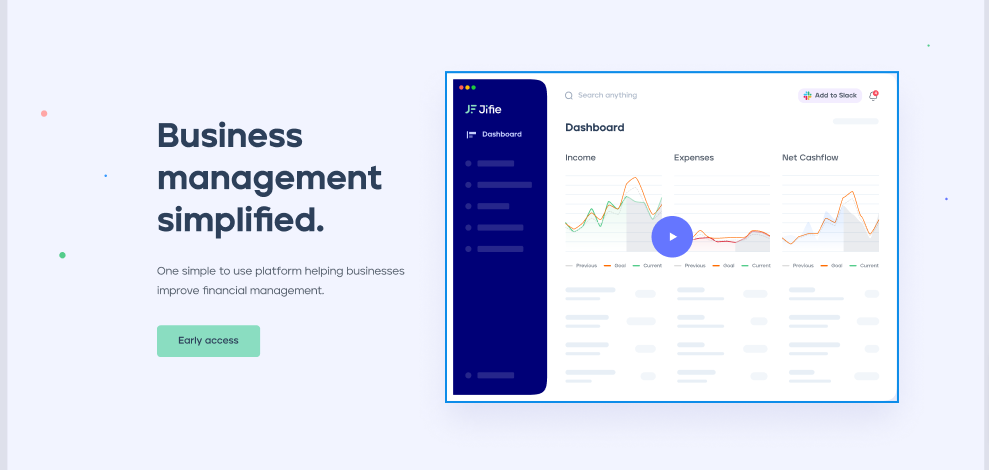 Business
management
simplified.
One simple to use platform helping businesses
improve financial management.
Early access
Jifie
Dashboard
Search anything
Add to Slack
Dashboard
Income
Expenses
Net Cashflow
Previous Goal Current
Previous Goal Current
Previous Goal Current